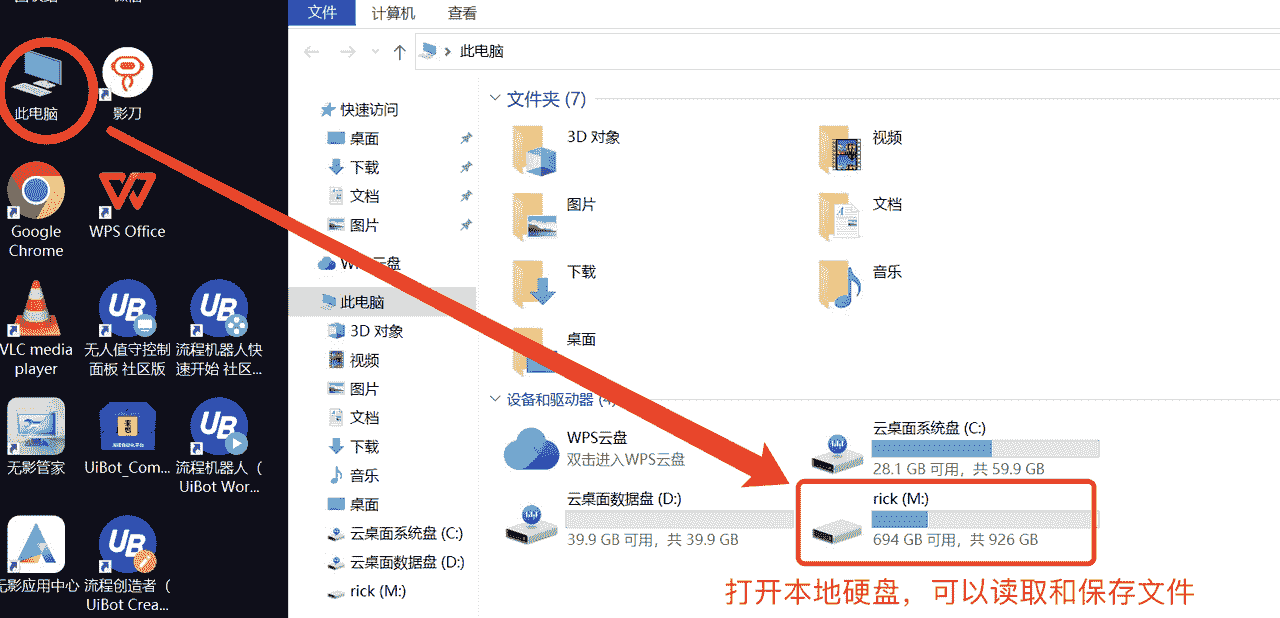 此电脑
影刀
Google
Chrome
WPS Office
VLC media
player
无人值守控制
面板 社区版
流程机器人快
速开始 社区...
无影管家
UiBot_Com...
流程机器人（
UiBot Wor...
无影应用中心
流程创造者（
UiBot Crea...
文件
计算机
查看
此电脑
快速访问
桌面
下载
文档
图片
此电脑
3D 对象
视频
图片
文档
下载
音乐
桌面
云桌面系统盘 (C:)
云桌面数据盘 (D:)
rick (M:)
文件夹 (7)
3D 对象
视频
图片
文档
下载
音乐
桌面
设备和驱动器
WPS云盘
双击进入WPS云盘
云桌面系统盘 (C:)
28.1 GB 可用，共 59.9 GB
云桌面数据盘 (D:)
39.9 GB 可用，共 39.9 GB
rick (M:)
694 GB 可用，共 926 GB
打开本地硬盘，可以读取和保存文件